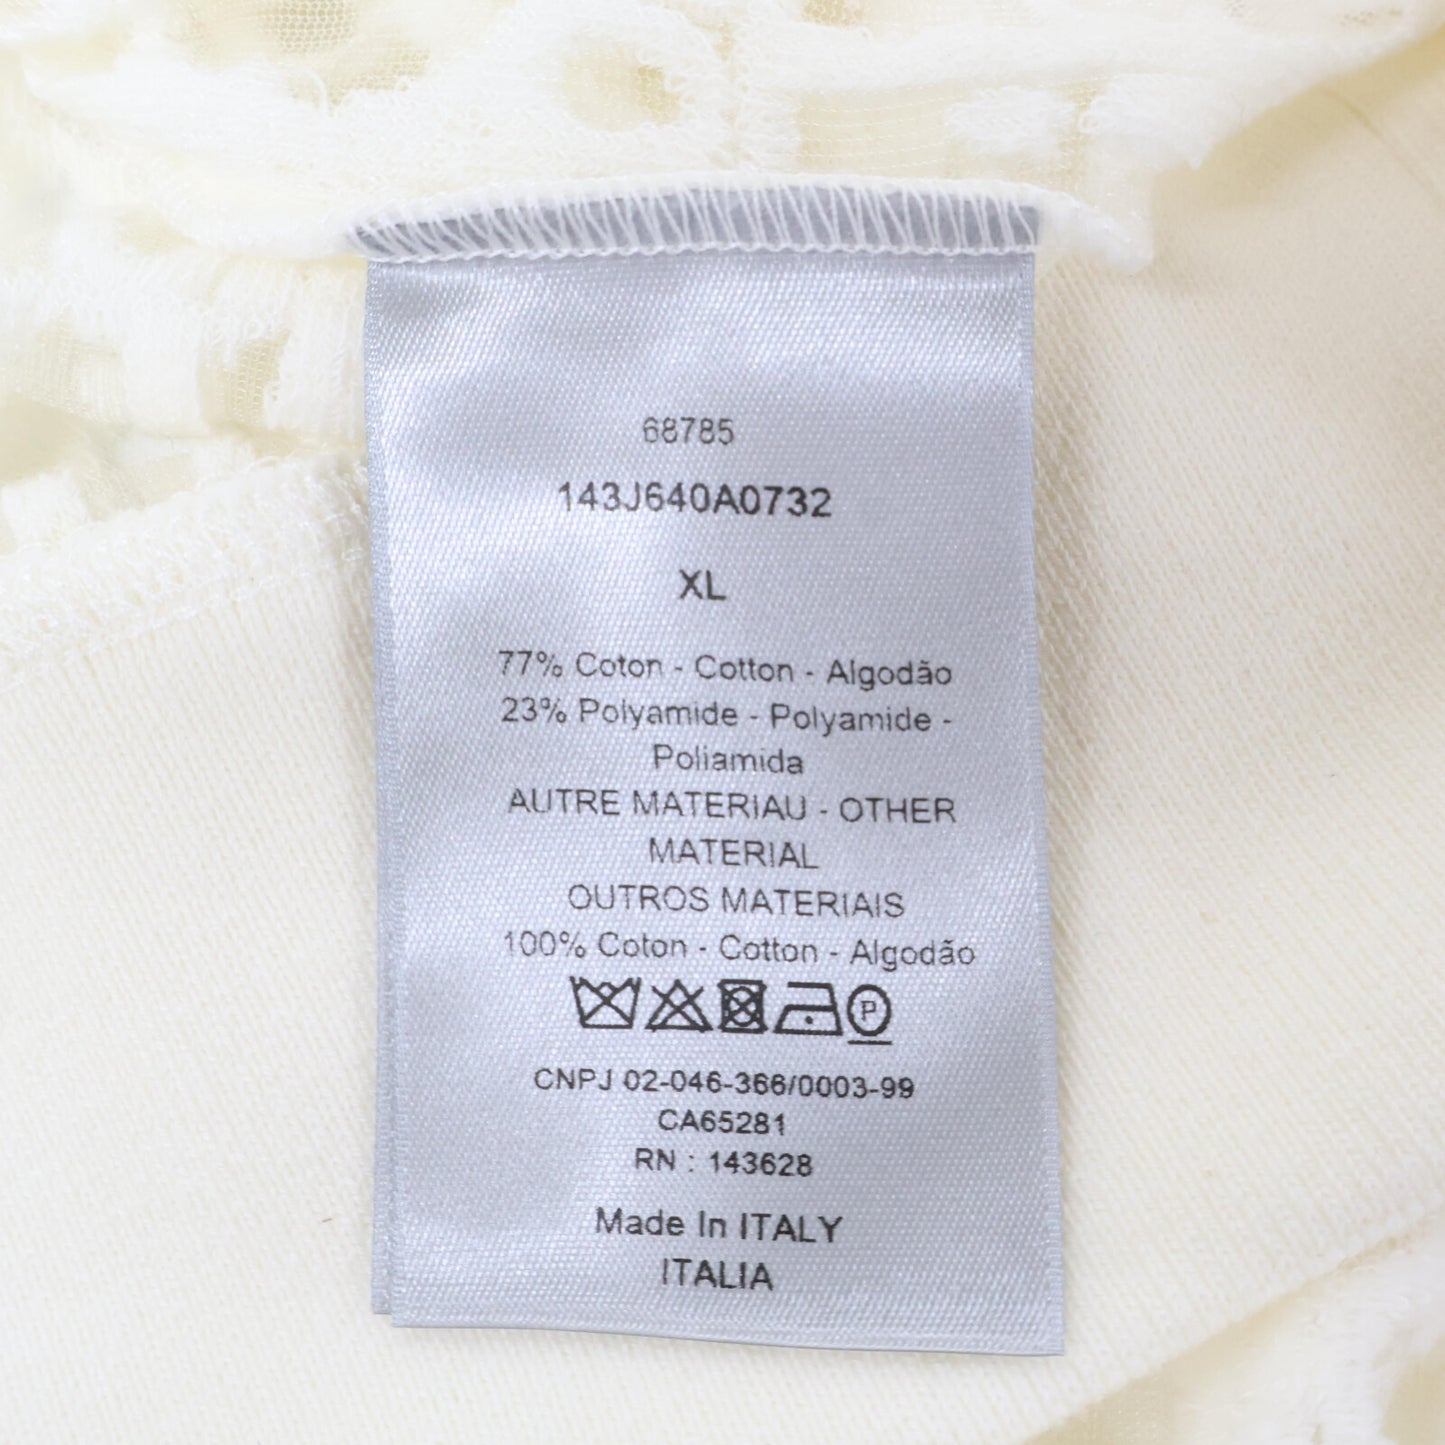 68785
143J640A0732
XL
77% Coton - Cotton - Algodão
23% Polyamide - Polyamide -
Poliamida
AUTRE MATERIAU - OTHER
MATERIAL
OUTROS MATERIAIS
100% Coton - Cotton - Algodão
P
CNPJ 02-046-366/0003-99
CA65281
RN : 143628
Made In ITALY
ITALIA